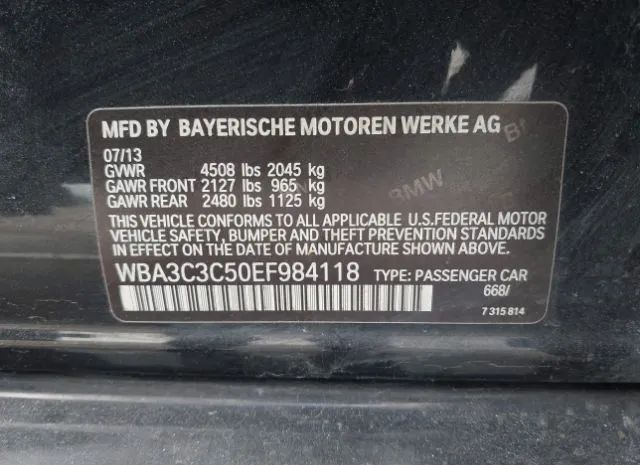 MFD BY BAYERISCHE MOTOREN WERKE AG
07/13
GVWR 4508 lbs 2045 kg
GAWR FRONT 2127 lbs 965 kg
GAWR REAR 2480 lbs 1125 kg
THIS VEHICLE CONFORMS TO ALL APPLICABLE U.S.FEDERAL MOTOR
VEHICLE SAFETY, BUMPER AND THEFT PREVENTION STANDARDS
IN EFFECT ON THE DATE OF MANUFACTURE SHOWN ABOVE.
WBA3C3C50EF984118 TYPE: PASSENGER CAR
668/
7 315 814
BMW